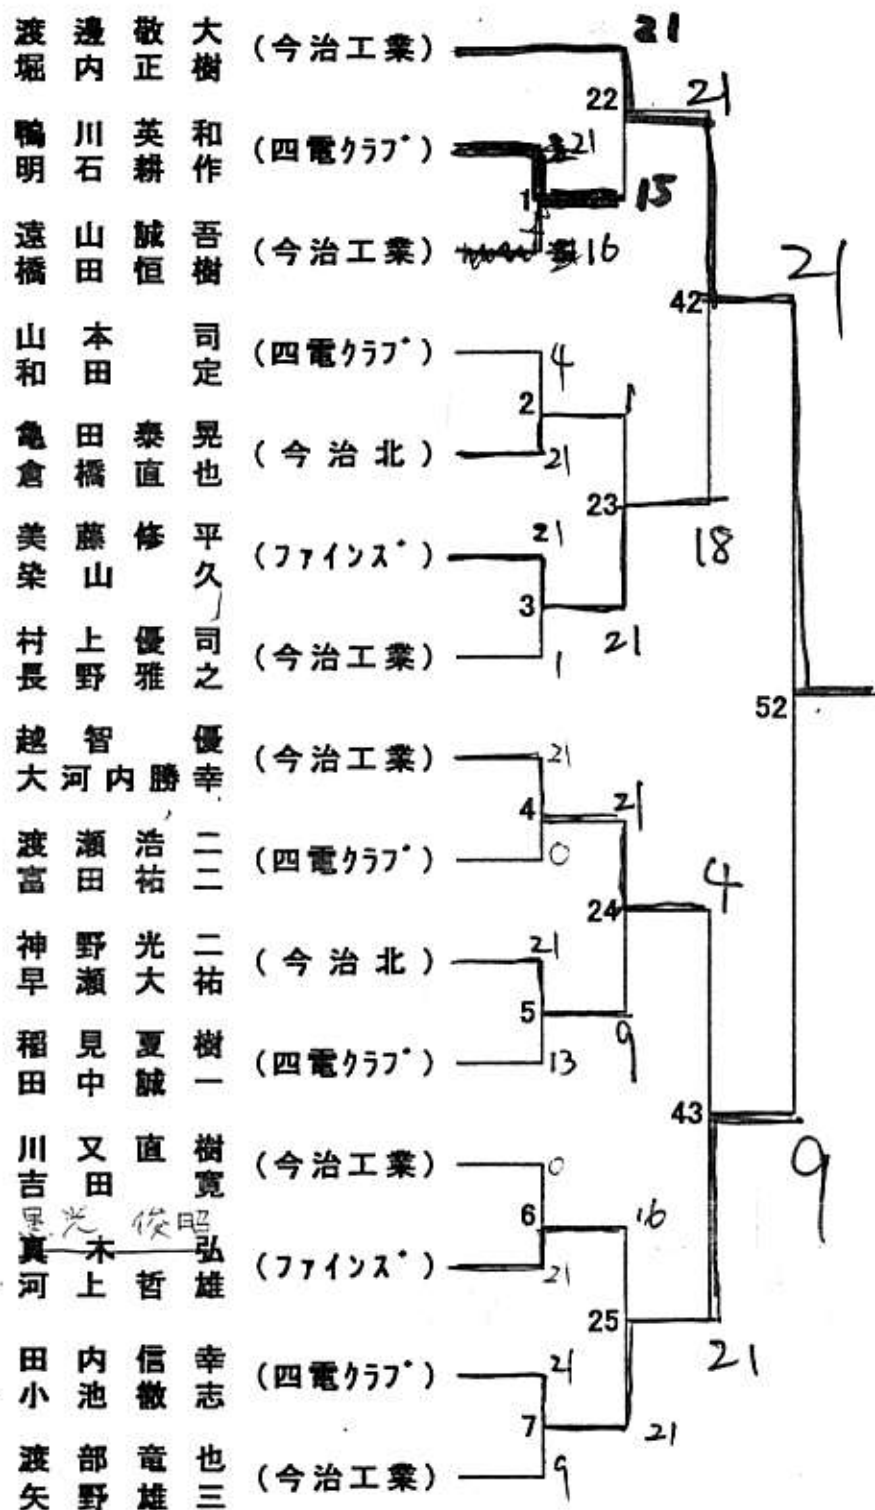 渡邊敬大
堀内正樹
(今治工業)
21
22
21
鴨川英和
明石耕作
(四電クラブ)
21
1
15
遠山誠吾
橋田恒樹
(今治工業)
16
42
21
山本 司
和田 定
(四電クラブ)
4
2
1
亀田泰晃
倉橋直也
(今治北)
21
23
18
美藤修平
染山 久
(ファインズ)
21
3
21
村上優司
長野雅之
(今治工業)
1
52
越智 優
大河内勝幸
(今治工業)
21
4
21
渡瀬浩二
富田祐二
(四電クラブ)
0
24
4
神野光二
早瀬大祐
(今治北)
21
5
9
稲見夏樹
田中誠一
(四電クラブ)
13
43
9
川又直樹
吉田 寛
(今治工業)
0
6
16
光 俊昭
真木 弘
河上哲雄
(ファインズ)
21
25
21
田内信幸
小池徹志
(四電クラブ)
21
7
21
渡部竜也
矢野雄三
(今治工業)
9